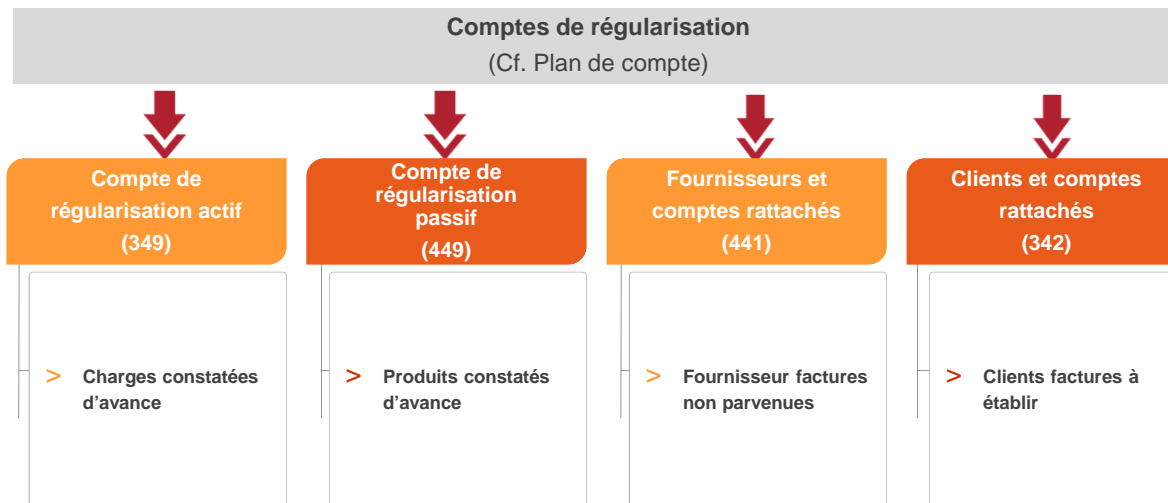 Comptes de régularisation
(Cf. Plan de compte)
Compte de
régularisation actif
(349)
> Charges constatées
d’avance
Compte de
régularisation
passif
(449)
> Produits constatés
d’avance
Fournisseurs et
comptes rattachés
(441)
> Fournisseur factures
non parvenues
Clients et comptes
rattachés
(342)
> Clients factures à
établir